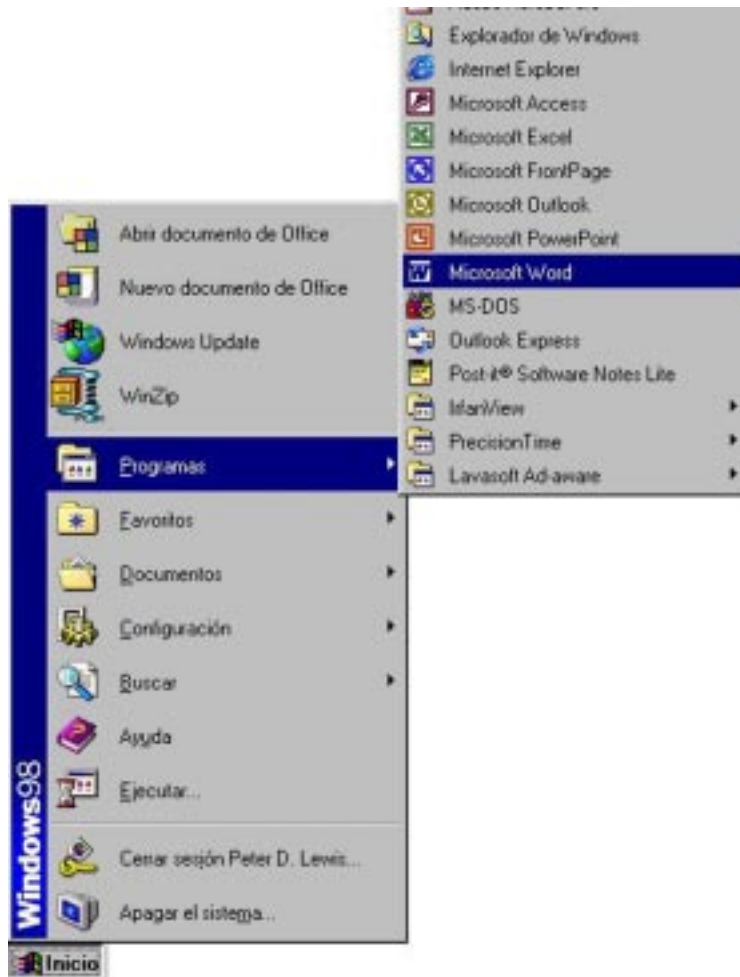 Explorador de Windows
Internet Explorer
Microsoft Access
Microsoft Excel
Microsoft FrontPage
Microsoft Outlook
Microsoft PowerPoint
Microsoft Word
MS-DOS
Outlook Express
Post-it® Software Notes Lite
IrfanView
PrecisionTime
Lavasoft Ad-aware
Abrir documento de Office
Nuevo documento de Office
Windows Update
WinZip
Programas
Favoritos
Documentos
Configuración
Buscar
Ayuda
Ejecutar...
Cerrar sesión Peter D. Lewis...
Apagar el sistema...
Windows98
Inicio